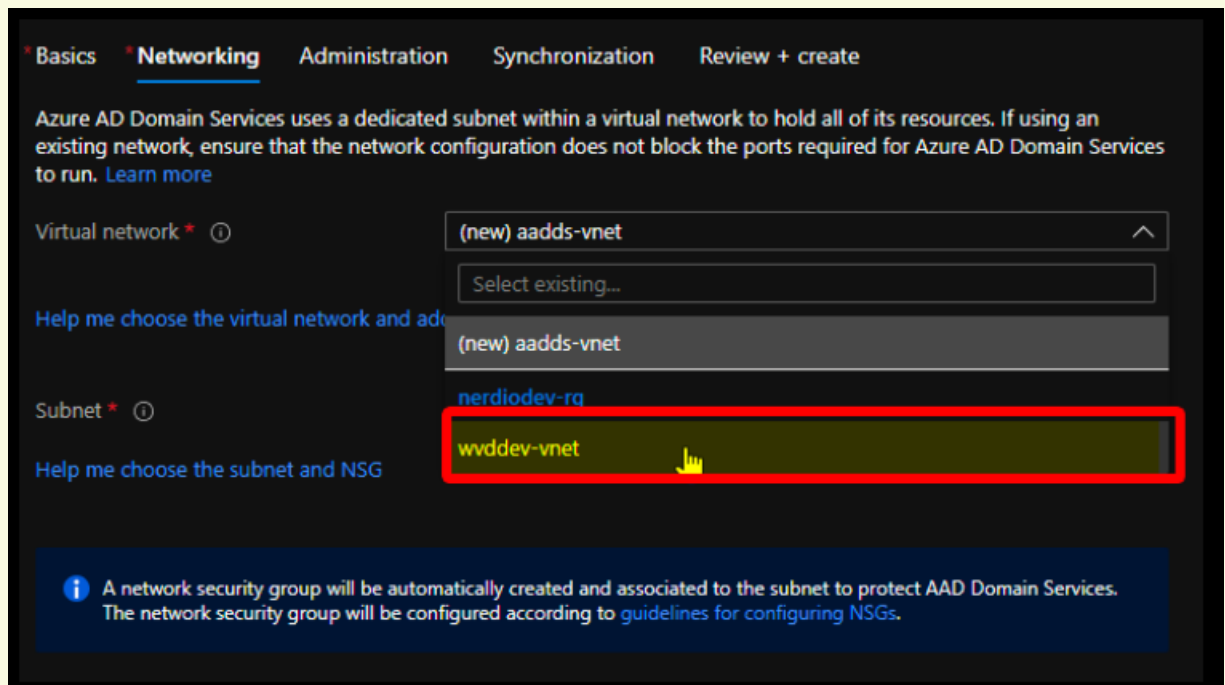 * Basics * Networking Administration Synchronization Review + create
Azure AD Domain Services uses a dedicated subnet within a virtual network to hold all of its resources. If using an
existing network, ensure that the network configuration does not block the ports required for Azure AD Domain Services
to run. Learn more
Virtual network *
(new) aadds-vnet
Select existing...
Help me choose the virtual network and
(new) aadds-vnet
nerdiodev-rg
Subnet *
wvddev-vnet
Help me choose the subnet and NSG
A network security group will be automatically created and associated to the subnet to protect AAD Domain Services.
The network security group will be configured according to guidelines for configuring NSGs.